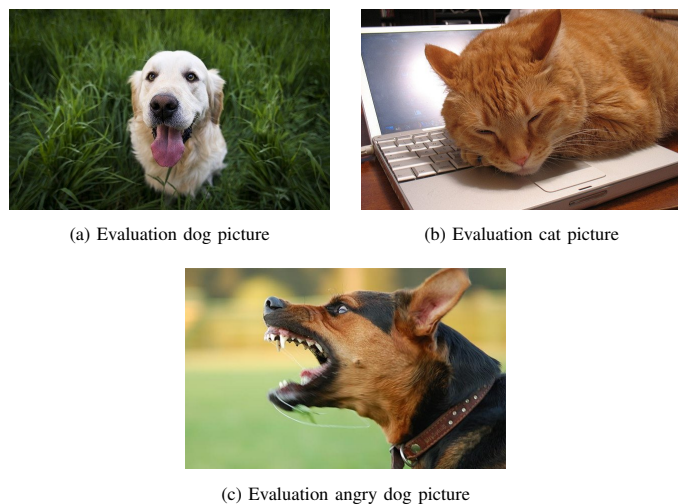 (a) Evaluation dog picture
(b) Evaluation cat picture
(c) Evaluation angry dog picture